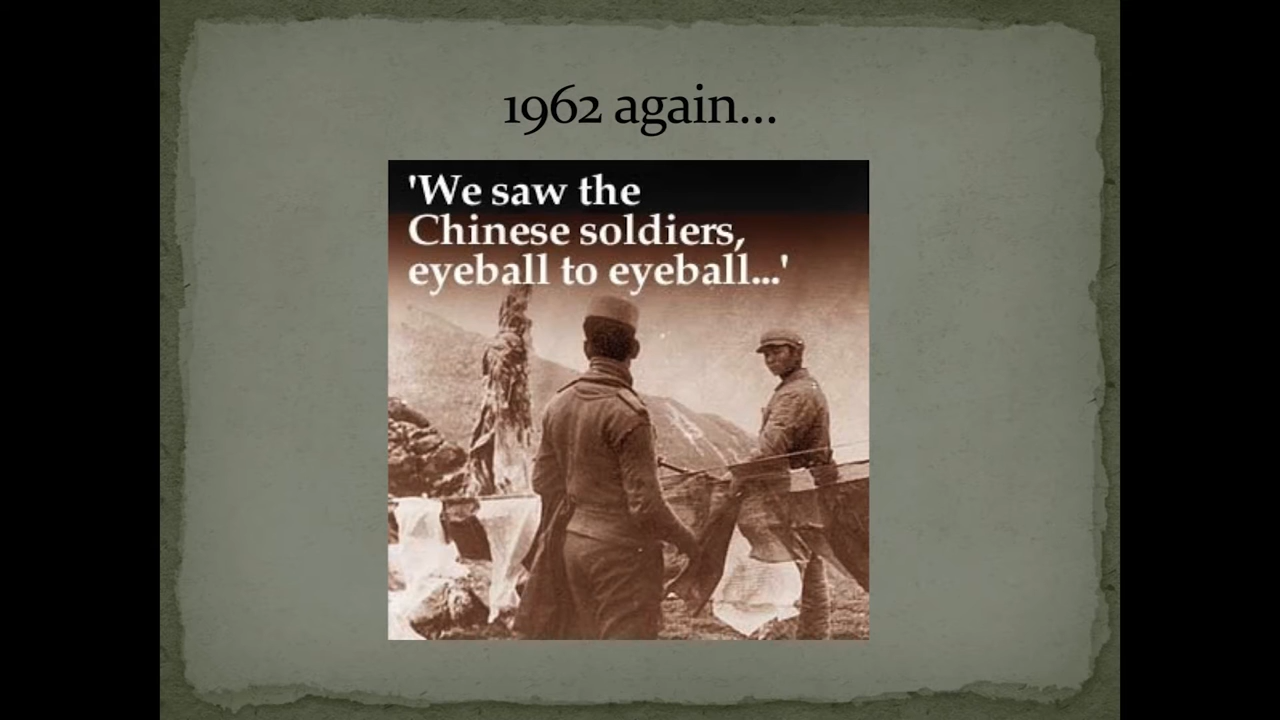 1962 again...
'We saw the
Chinese soldiers,
eyeball to eyeball...'